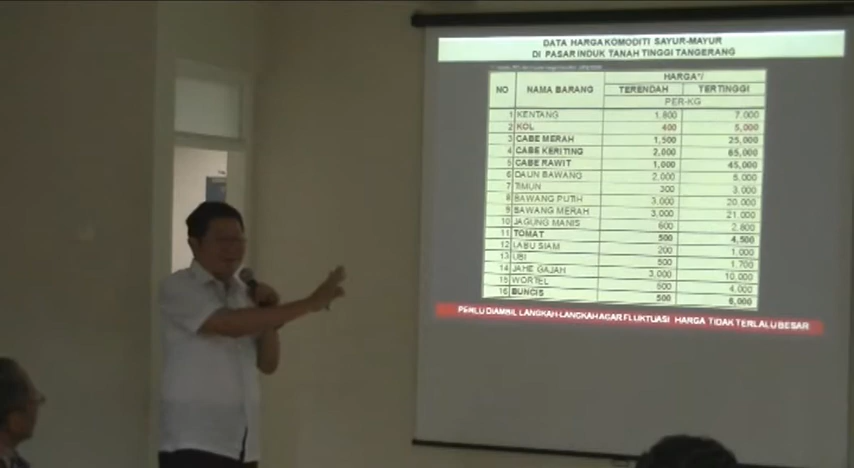 DATA HARGA KOMODITI SAYUR-MAYUR
DI PASAR INDUK TANAH TINGGI TANGERANG
NO NAMA BARANG HARGA*/
TERENDAH TERTINGGI
PER-KG
1 KENTANG 1.800 7.000
2 KOL 400 5,000
3 CABE MERAH 1,500 25,000
4 CABE KERITING 2,000 65,000
5 CABE RAWIT 1,000 45,000
6 DAUN BAWANG 2.000 5,000
7 TIMUN 300 3.000
8 BAWANG PUTIH 3,000 20.000
9 BAWANG MERAH 3,000 21.000
10 JAGUNG MANIS 600 2.800
11 TOMAT 500 4,500
12 LABU SIAM 200 1.000
13 UBI 500 1.700
14 JAHE GAJAH 3,000 10,000
15 WORTEL 500 4,000
16 BUNCIS 500 6,000
PERLU DIAMBIL LANGKAH-LANGKAH AGAR FLUKTUASI HARGA TIDAK TERLALU BESAR